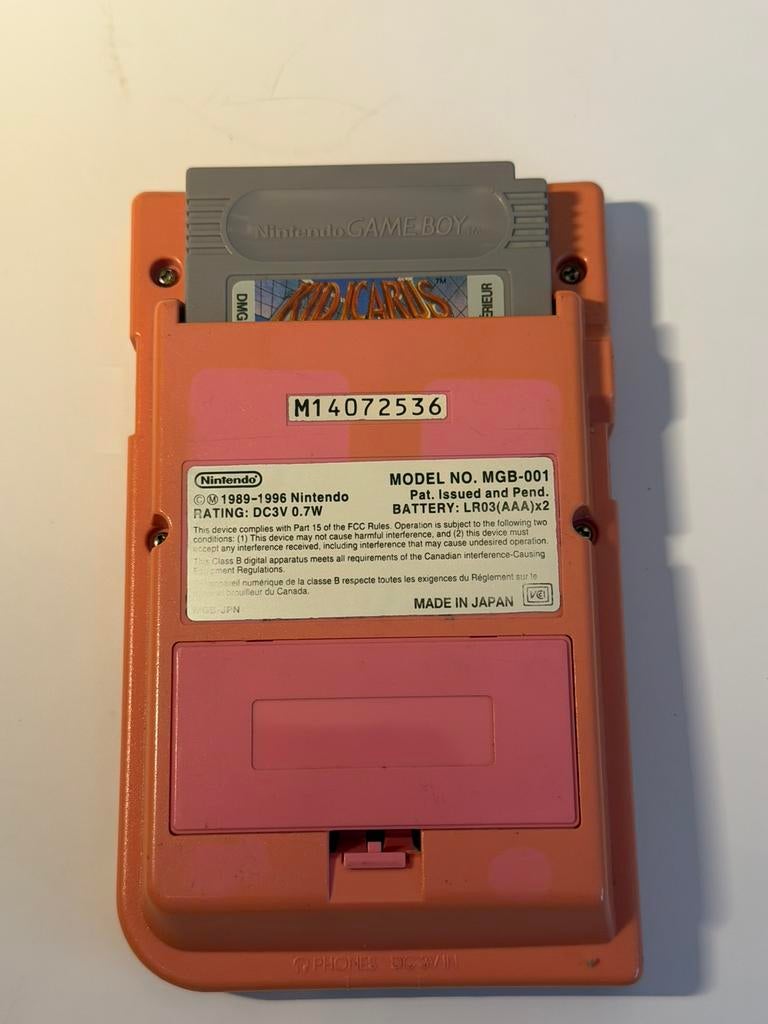 Nintendo GAME BOY TM
DMG
KID ICARUS TM
ÉRIEUR
M14072536
Nintendo
MODEL NO. MGB-001
©Ⓜ 1989-1996 Nintendo
Pat. Issued and Pend.
RATING: DC3V 0.7W
BATTERY: LR03(AAA)x2
This device complies with Part 15 of the FCC Rules. Operation is subject to the following two
conditions: (1) This device may not cause harmful interference, and (2) this device must
accept any interference received, including interference that may cause undesired operation.
This Class B digital apparatus meets all requirements of the Canadian Interference-Causing
Equipment Regulations.
appareil numérique de la classe B respecte toutes les exigences du Réglement sur le
brouilleur du Canada.
MGB-JPN
MADE IN JAPAN
VCI
PHONES DC3V IN